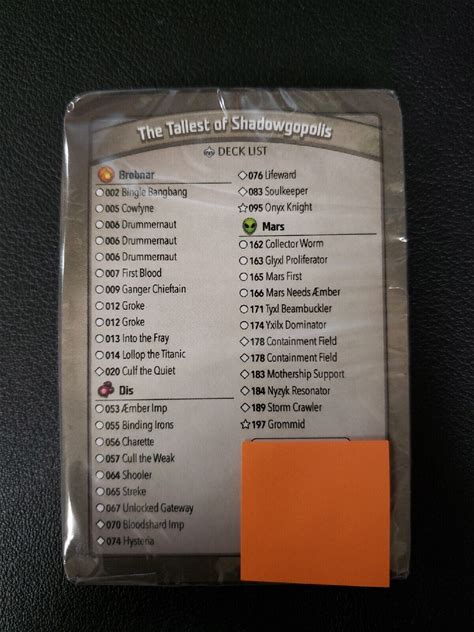 The Tallest of Shadowgopolis
DECK LIST
Brobnar
002 Bingle Bangbang
005 Cowfyne
006 Drummernaut
006 Drummernaut
006 Drummernaut
007 First Blood
009 Ganger Chieftain
012 Groke
012 Groke
013 Into the Fray
014 Lollop the Titanic
020 Culf the Quiet
Dis
053 Æmber Imp
055 Binding Irons
056 Charette
057 Cull the Weak
064 Shooler
065 Streke
067 Unlocked Gateway
070 Bloodshard Imp
074 Hysteria
076 Lifeward
083 Soulkeeper
095 Onyx Knight
Mars
162 Collector Worm
163 Glyxl Proliferator
165 Mars First
166 Mars Needs Æmber
171 Tyxl Beambuckler
174 Yxilx Dominator
178 Containment Field
178 Containment Field
183 Mothership Support
184 Nyzyk Resonator
189 Storm Crawler
197 Grommid